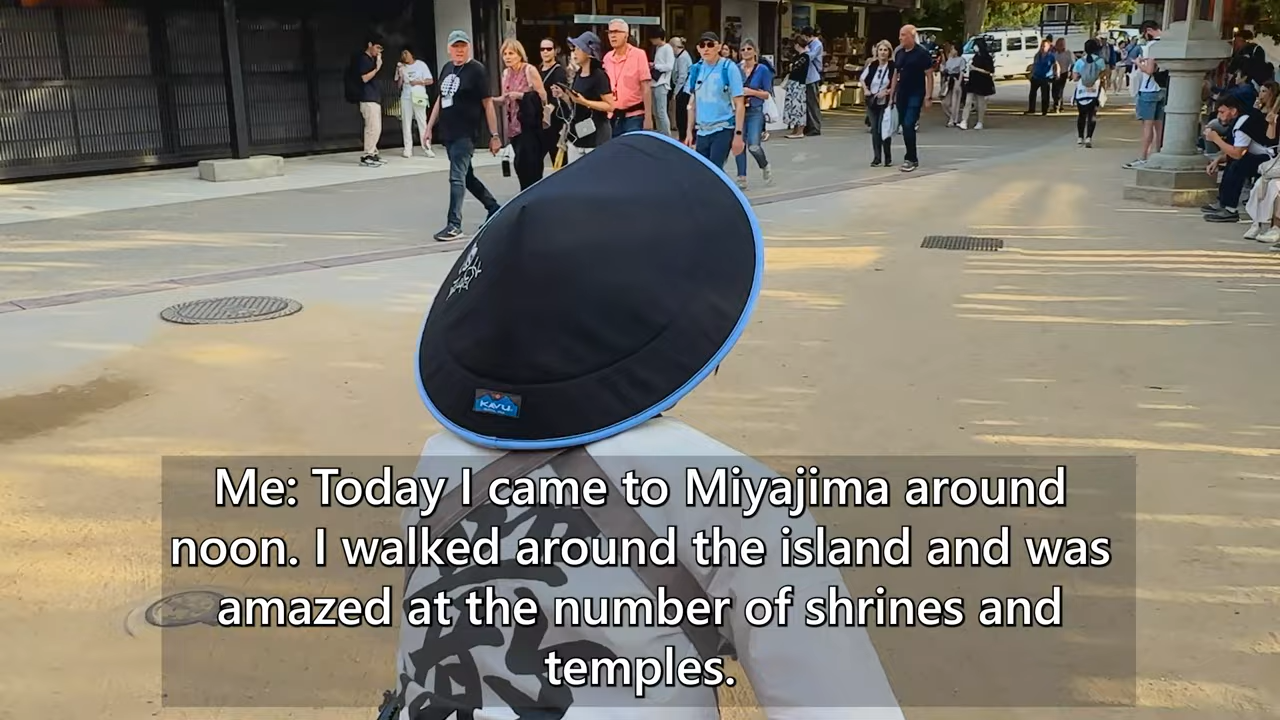 KAVU
Me: Today I came to Miyajima around
noon. I walked around the island and was
amazed at the number of shrines and
temples.